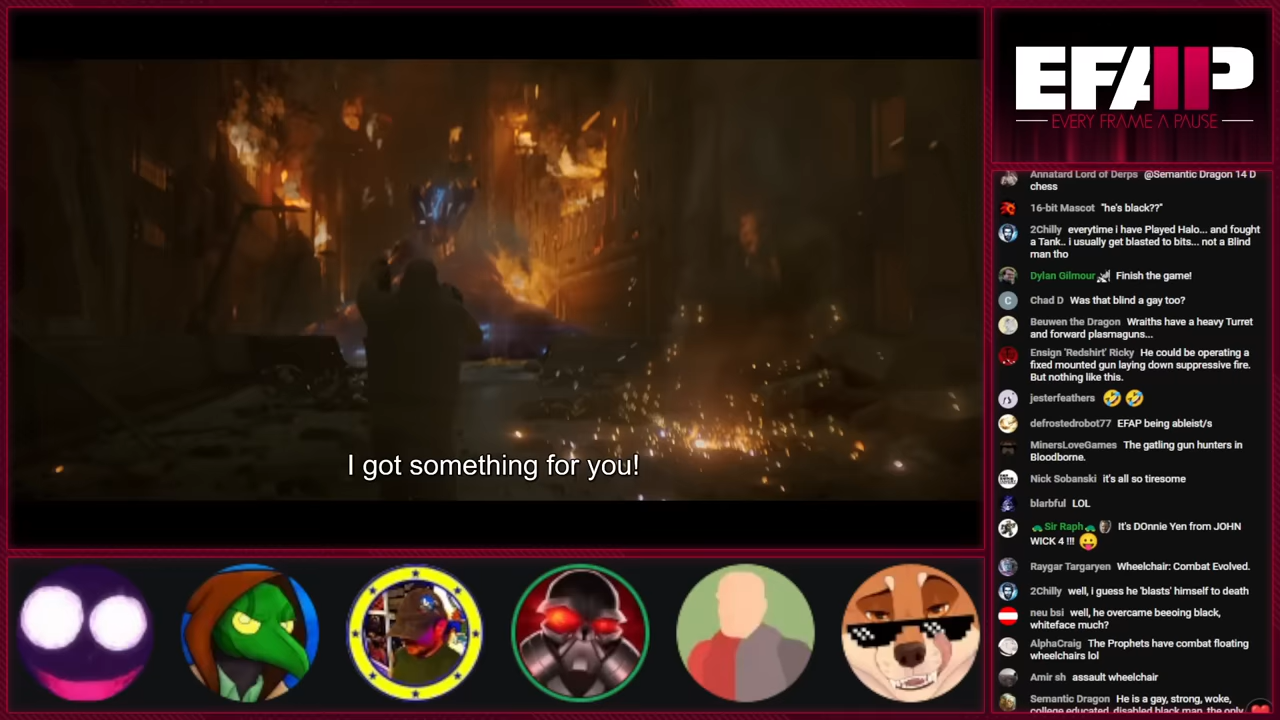 I got something for you!
EFAP
EVERY FRAME A PAUSE
Annatard Lord of Derps @Semantic Dragon 14 D
chess
16-bit Mascot "he's black??"
2Chilly everytime i have Played Halo... and fought
a Tank.. i usually get blasted to bits... not a Blind
man tho
Dylan Gilmour Finish the game!
C Chad D Was that blind a gay too?
Beuwen the Dragon Wraiths have a heavy Turret
and forward plasmaguns...
Ensign 'Redshirt' Ricky He could be operating a
fixed mounted gun laying down suppressive fire.
But nothing like this.
jesterfeathers 🤣 🤣
defrostedrobot77 EFAP being ableist/s
MinersLoveGames The gatling gun hunters in
Bloodborne.
Nick Sobanski it's all so tiresome
blarbful LOL
Sir Raph It's DOnnie Yen from JOHN
WICK 4 !!! 😛
Raygar Targaryen Wheelchair: Combat Evolved.
2Chilly well, i guess he 'blasts' himself to death
neu bsi well, he overcame beeoing black,
whiteface much?
AlphaCraig The Prophets have combat floating
wheelchairs lol
Amir sh assault wheelchair
Semantic Dragon He is a gay, strong, woke,
college educated, disabled black man, the only